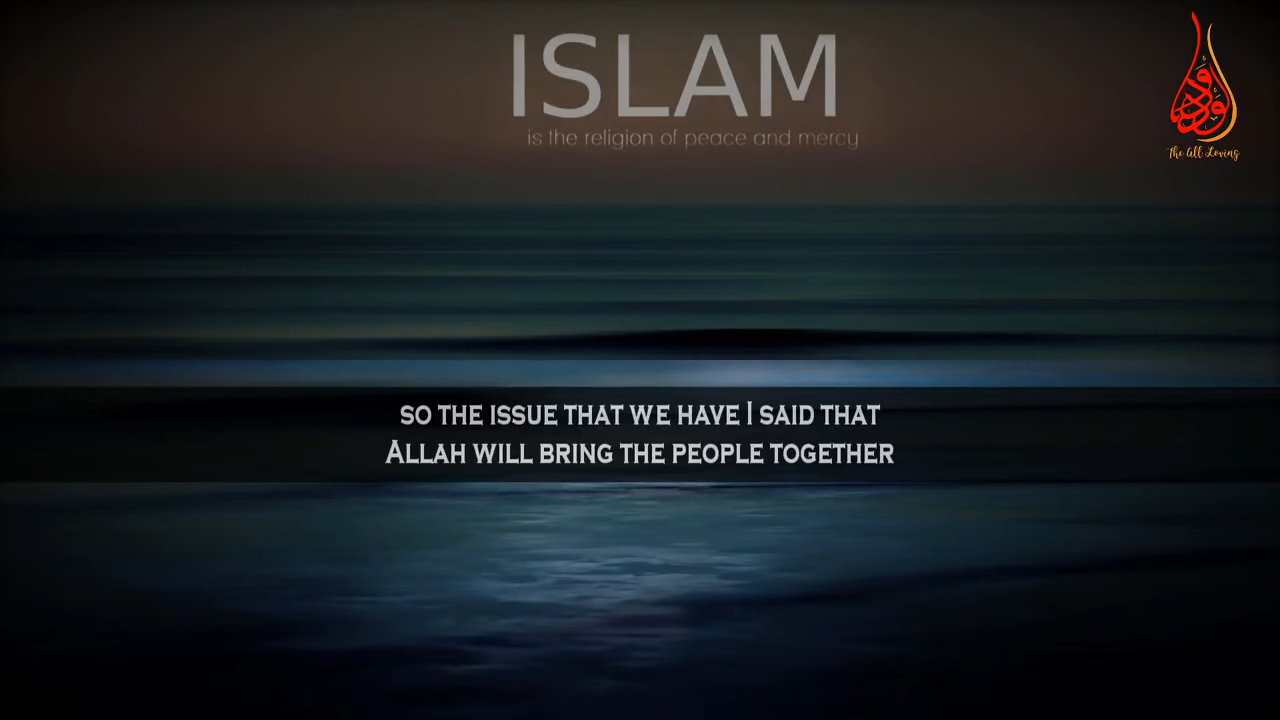 ISLAM
is the religion of peace and mercy
الودود
The All Loving
SO THE ISSUE THAT WE HAVE I SAID THAT
ALLAH WILL BRING THE PEOPLE TOGETHER